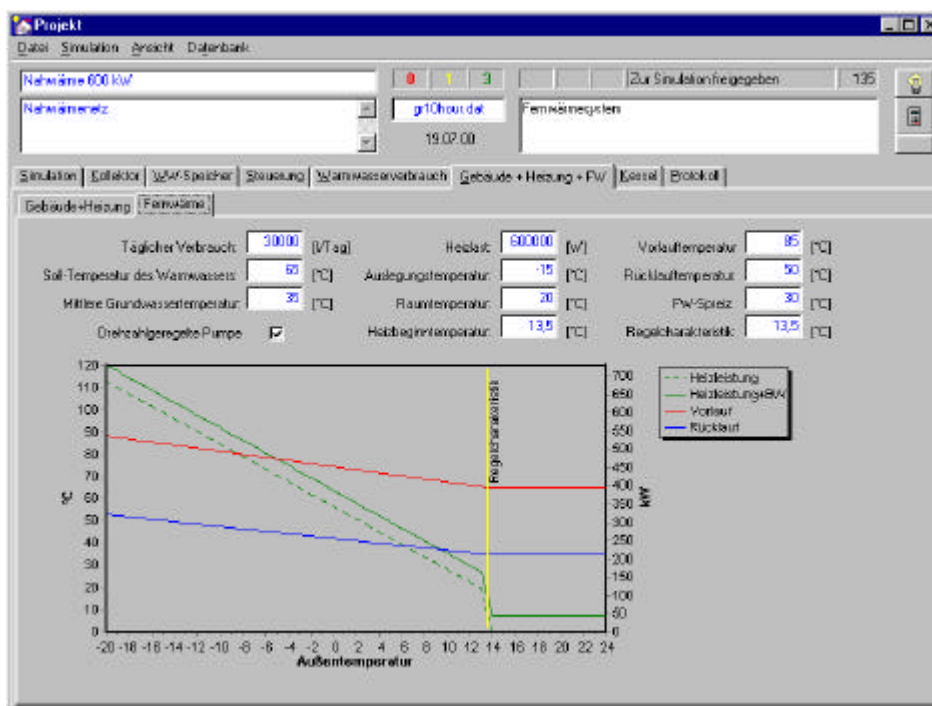 Projekt
Datei Simulation Ansicht Datenbank
Nahwärme 600 kW 0 1 3 Zur Simulation freigegeben 135
Nahwärmenetz gr10hour.dat Fernwärmesystem
19.07.00
Simulation Kollektor WW-Speicher Steuerung Warmwasserverbrauch Gebäude + Heizung + FW Kessel Protokoll
Gebäude+Heizung Fernwärme
Täglicher Verbrauch: 30000 [l/Tag] Heizlast: 600000 [W] Vorlauftemperatur: 85 [°C]
Soll-Temperatur des Warmwassers: 65 [°C] Auslegungstemperatur: -15 [°C] Rücklauftemperatur: 50 [°C]
Mittlere Grundwassertemperatur: 35 [°C] Raumtemperatur: 20 [°C] FW-Spreiz.: 30 [°C]
Drehzahlgeregelte Pumpe Heizbeginntemperatur: 13,5 [°C] Regelcharakteristik: 13,5 [°C]
120
110
100
90
80
70
60
50
40
30
20
10
0
°C
Regelcharakteristik
700
650
600
550
500
450
400
350
300
250
200
150
100
50
0
kW
Heizleistung
Heizleistung+BW
Vorlauf
Rücklauf
-20 -18 -16 -14 -12 -10 -8 -6 -4 -2 0 2 4 6 8 10 12 14 16 18 20 22 24
Außentemperatur